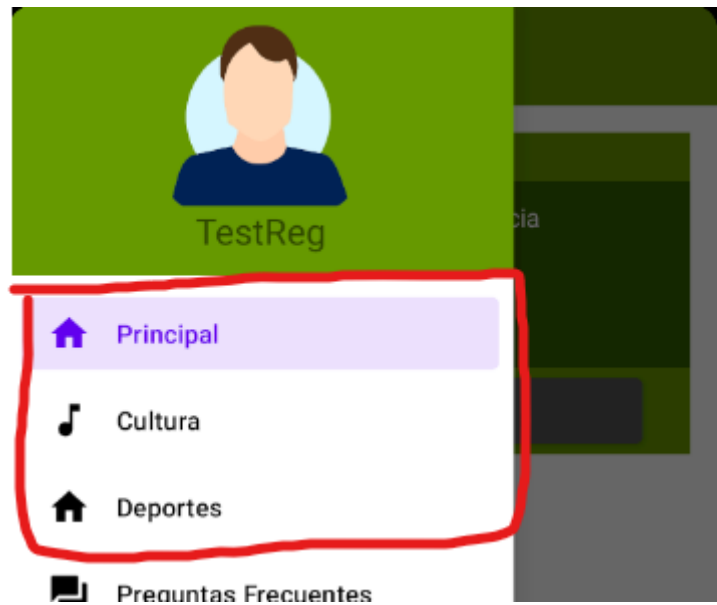 TestReg
cia
Principal
Cultura
Deportes
Preguntas Frecuentes